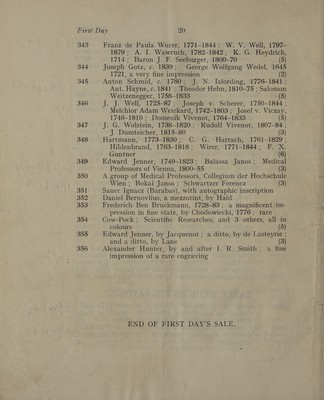 First Day 20
343 Franz de Paula Wurer, 1771-1844 ; W. V. Well, 1797-
1879 ; A. I. Wawruch, 1782-1842 ; K. G. Heydrich,
1714 ; Baron J. F. Seeburger, 1800-70 (5)
344 Joseph Gotz, c. 1839 ; George Wolfgang Wedel, 1645
1721, a very fine impression (2)
345 Anton Schmid, c. 1780 ; J. N. Isfording, 1776-1841 ;
Ant. Hayne, c. 1841 ; Theodor Helm, 1810-75 ; Salomon
Weitzenegger, 1758-1833 (5)
346 J. J. Well, 1725-87 ; Joseph v. Scherer, 1750-1844 ;
Melchior Adam Weickard, 1742-1803 ; Josef v. Viczay,
1746-1810 ; Domenik Vivenot, 1764-1833 (5)
347 J. G. Wolstein, 1738-1820 ; Rudolf Vivenot, 1807-84 ;
J. Dumreicher, 1815-80 (3)
348 Hartmann, 1773-1830 ; C. G. Harrach, 1761-1829 ;
Hildenbrand, 1763-1818 ; Wirer, 1771-1844 ; F. X.
Guntner (6)
349 Edward Jenner, 1749-1823 ; Balassa Janos ; Medical
Professors of Vienna, 1800-55 (3)
350 A group of Medical Professors, Collegium der Hochschule
Wien ; Bokai Janos ; Schwartzer Ferencz (3)
351 Sauer Ignacz (Barabas), with autographic inscription
352 Daniel Bernovlius, a mezzotint, by Haid
353 Frederich Ben Bruckmann, 1728-83 ; a magnificent im-
pression in fine state, by Chodowiecki, 1776 ; rare
354 Cow-Pock ; Scientific Researches, and 3 others, all in
colours (5)
355 Edward Jenner, by Jacquenot ; a ditto, by de Lasteyrie ;
and a ditto, by Lane (3)
356 Alexander Hunter, by and after I. R. Smith ; a fine
impression of a rare engraving
END OF FIRST DAY'S SALE.